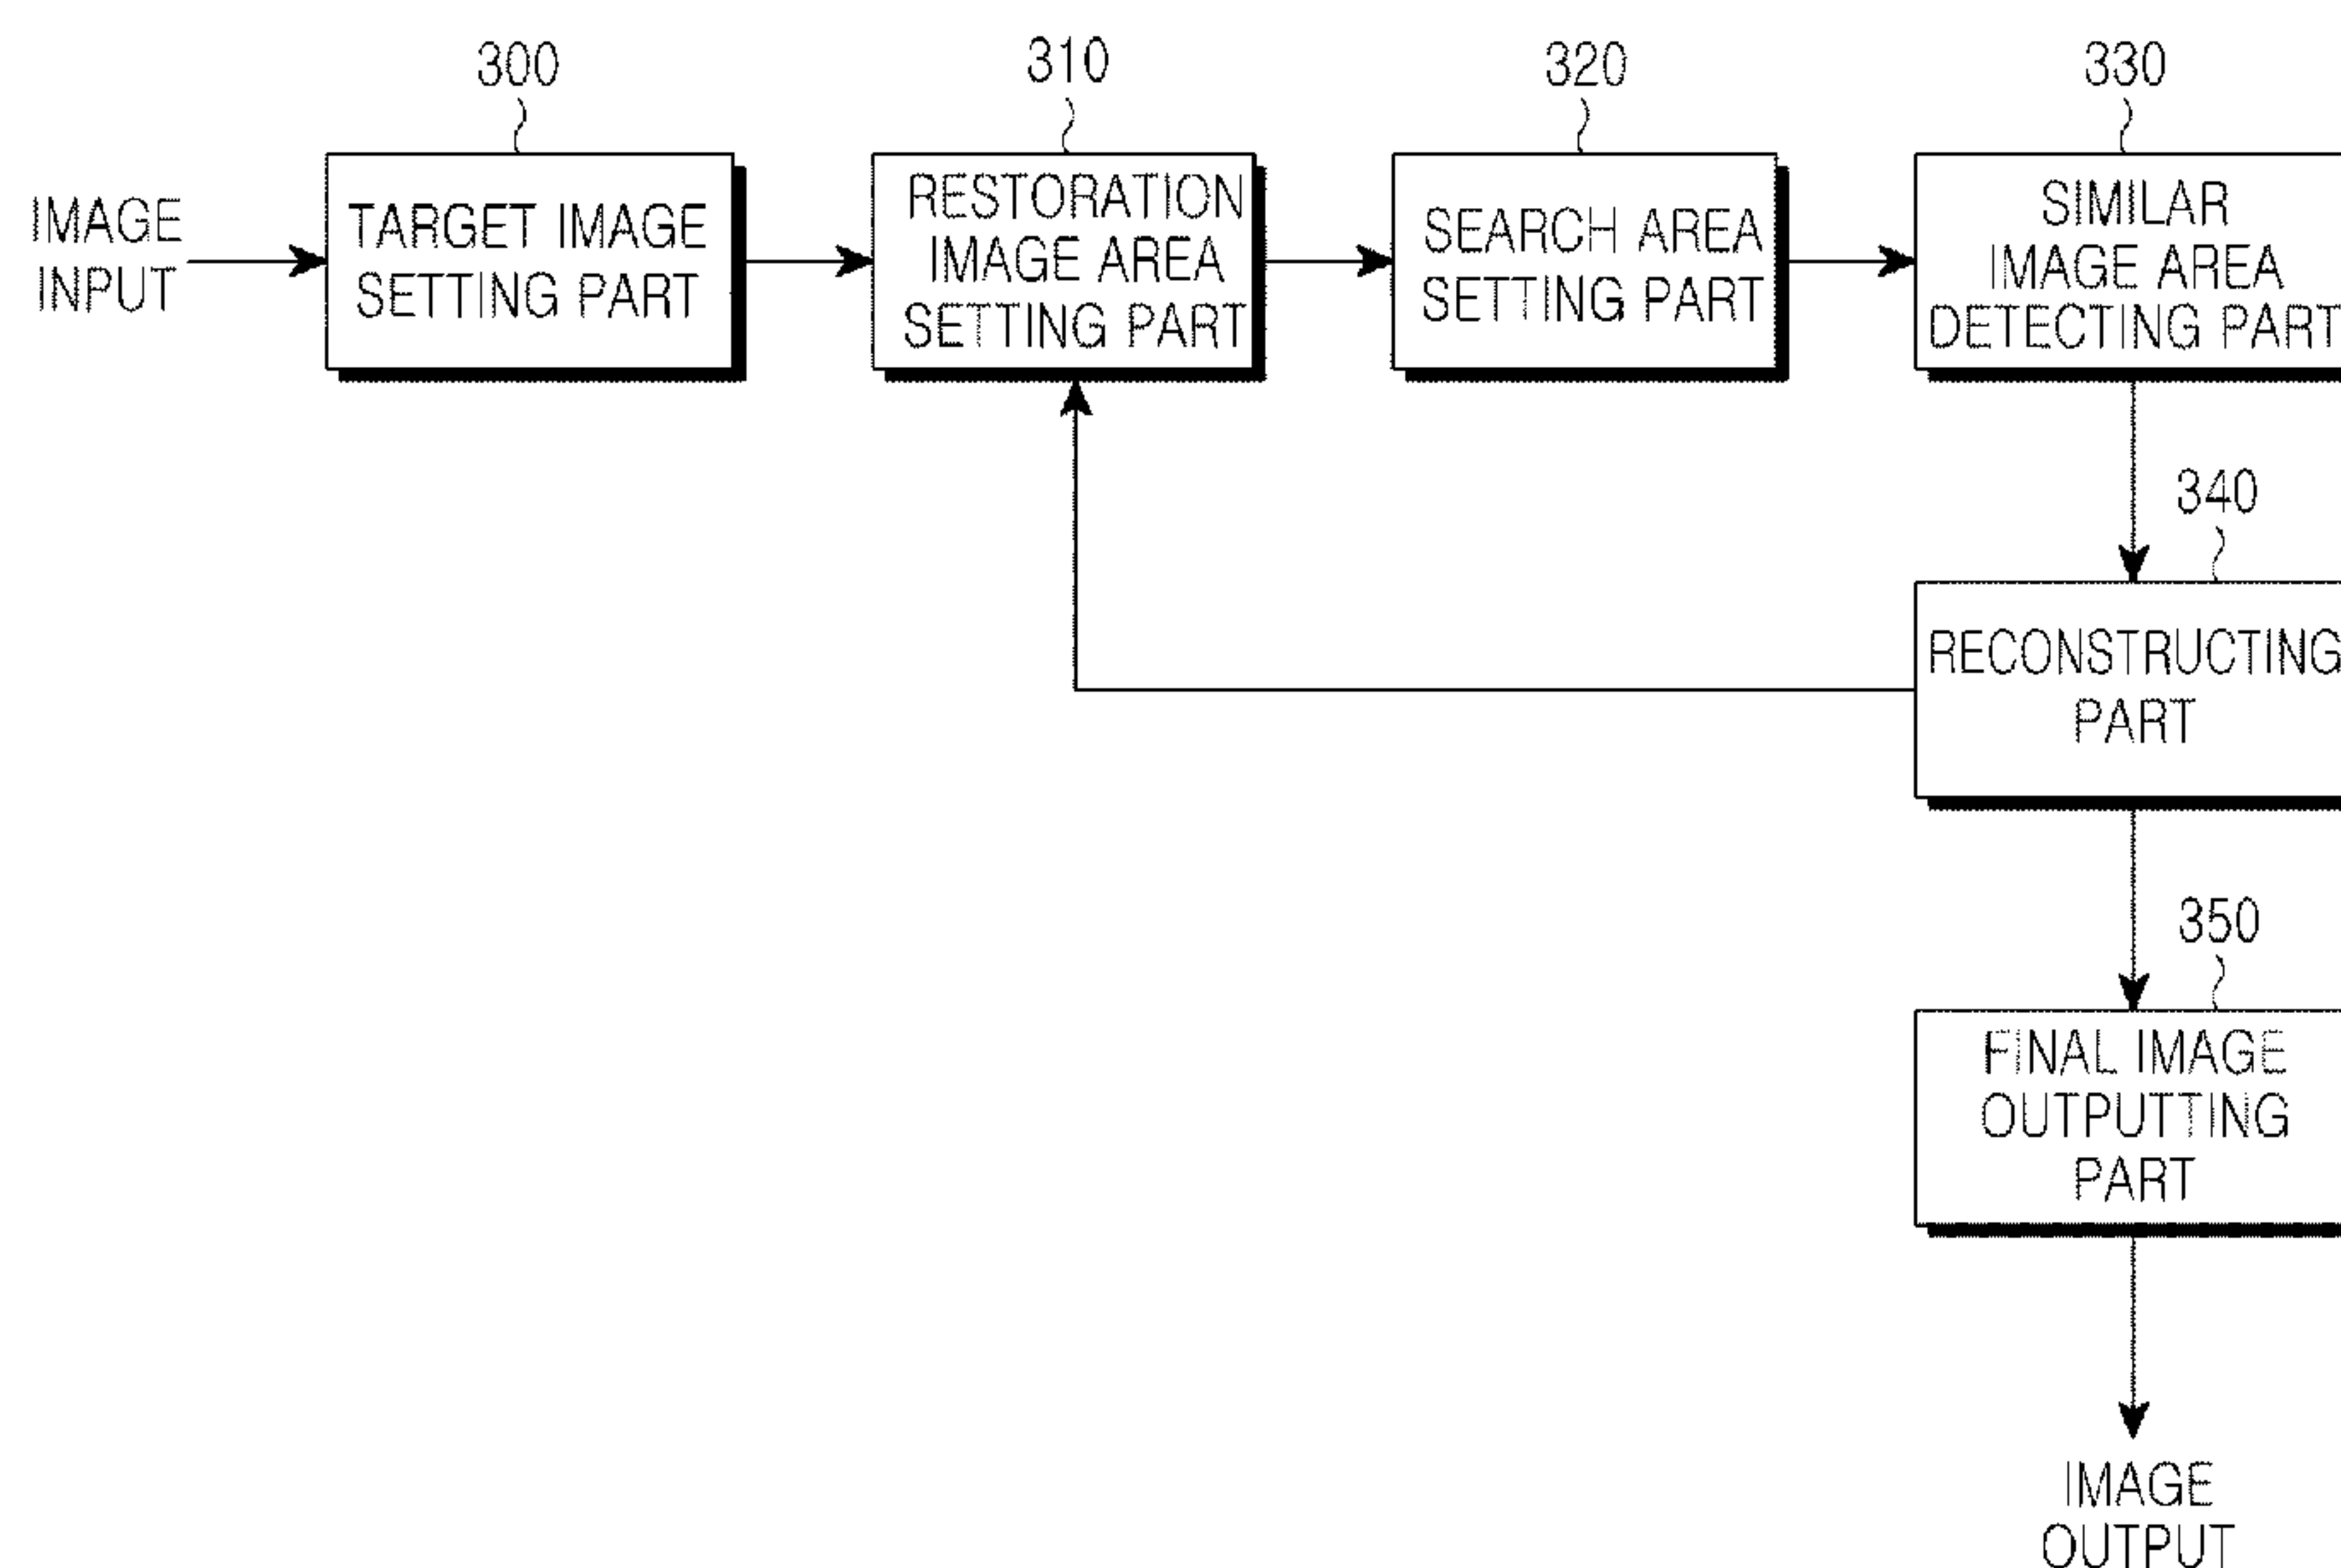 300
310
320
330
IMAGE
INPUT
TARGET IMAGE
SETTING PART
RESTORATION
IMAGE AREA
SETTING PART
SEARCH AREA
SETTING PART
SIMILAR
IMAGE AREA
DETECTING PART
340
RECONSTRUCTING
PART
350
FINAL IMAGE
OUTPUTTING
PART
IMAGE
OUTPUT